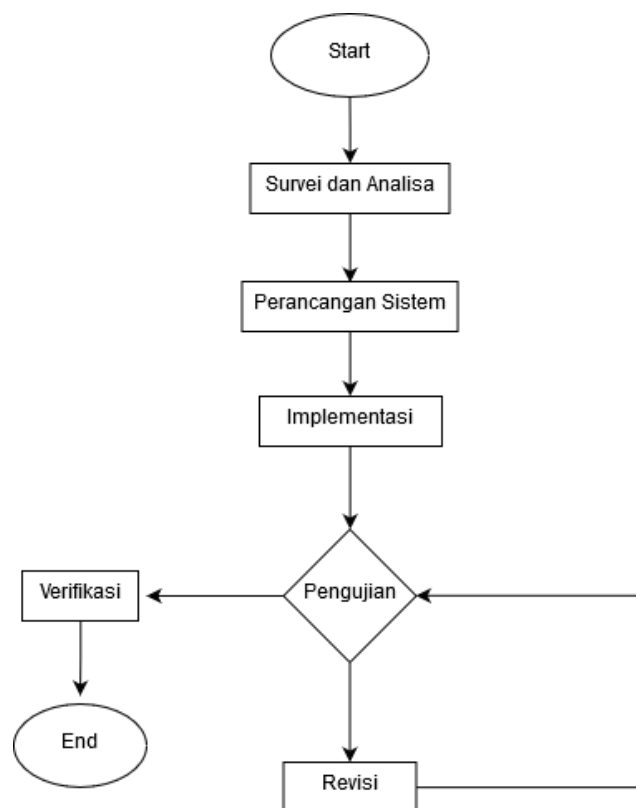 Start
Survei dan Analisa
Perancangan Sistem
Implementasi
Verifikasi
Pengujian
End
Revisi